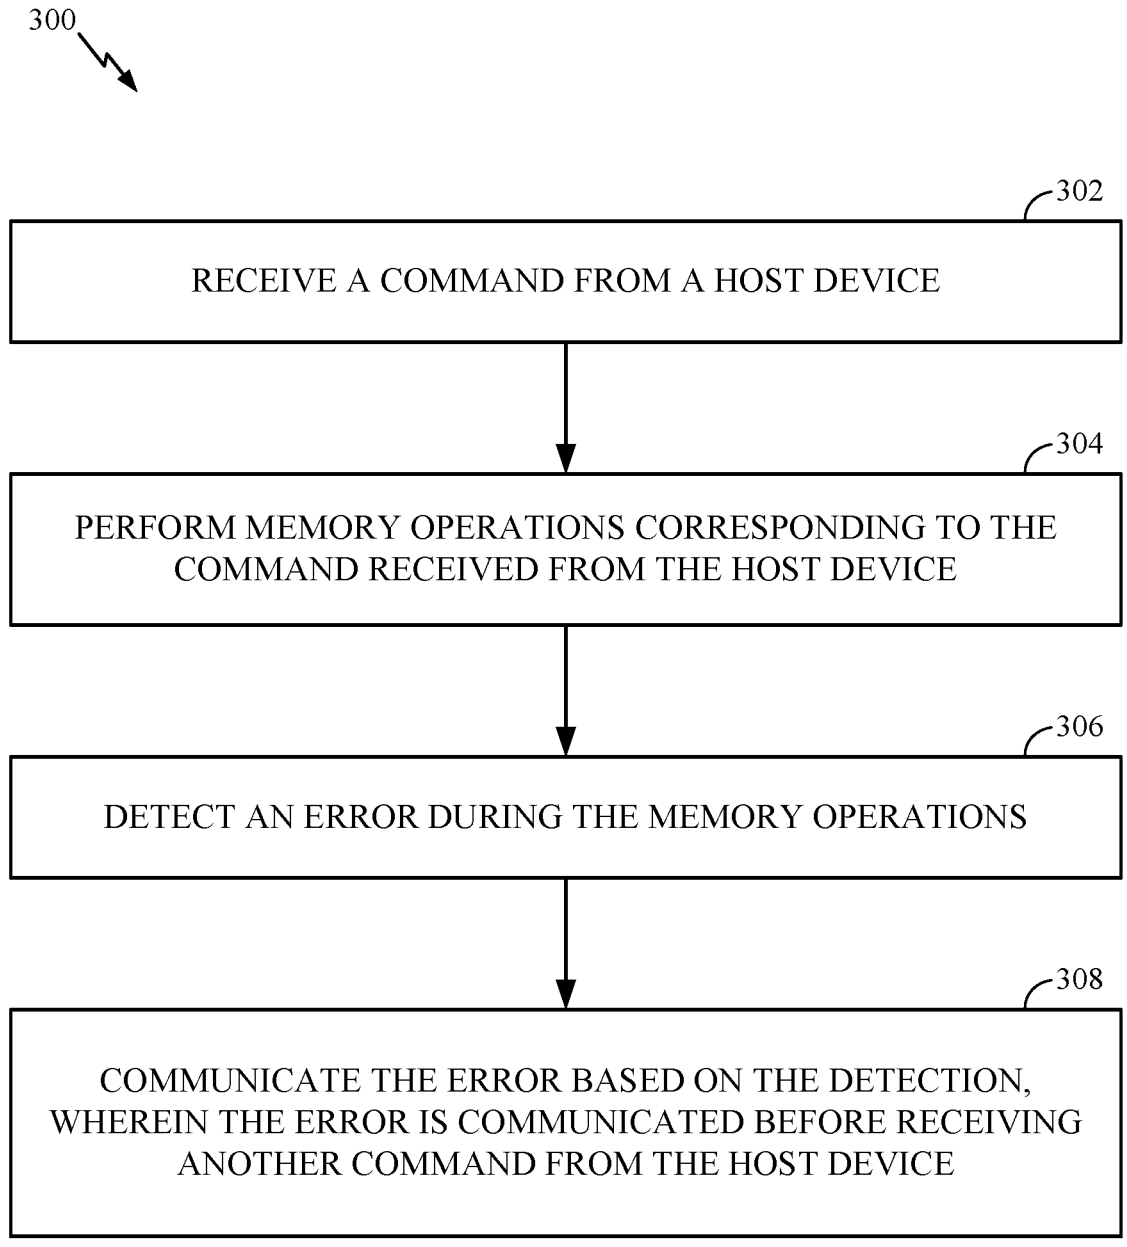 300
302
RECEIVE A COMMAND FROM A HOST DEVICE
304
PERFORM MEMORY OPERATIONS CORRESPONDING TO THE
COMMAND RECEIVED FROM THE HOST DEVICE
306
DETECT AN ERROR DURING THE MEMORY OPERATIONS
308
COMMUNICATE THE ERROR BASED ON THE DETECTION,
WHEREIN THE ERROR IS COMMUNICATED BEFORE RECEIVING
ANOTHER COMMAND FROM THE HOST DEVICE